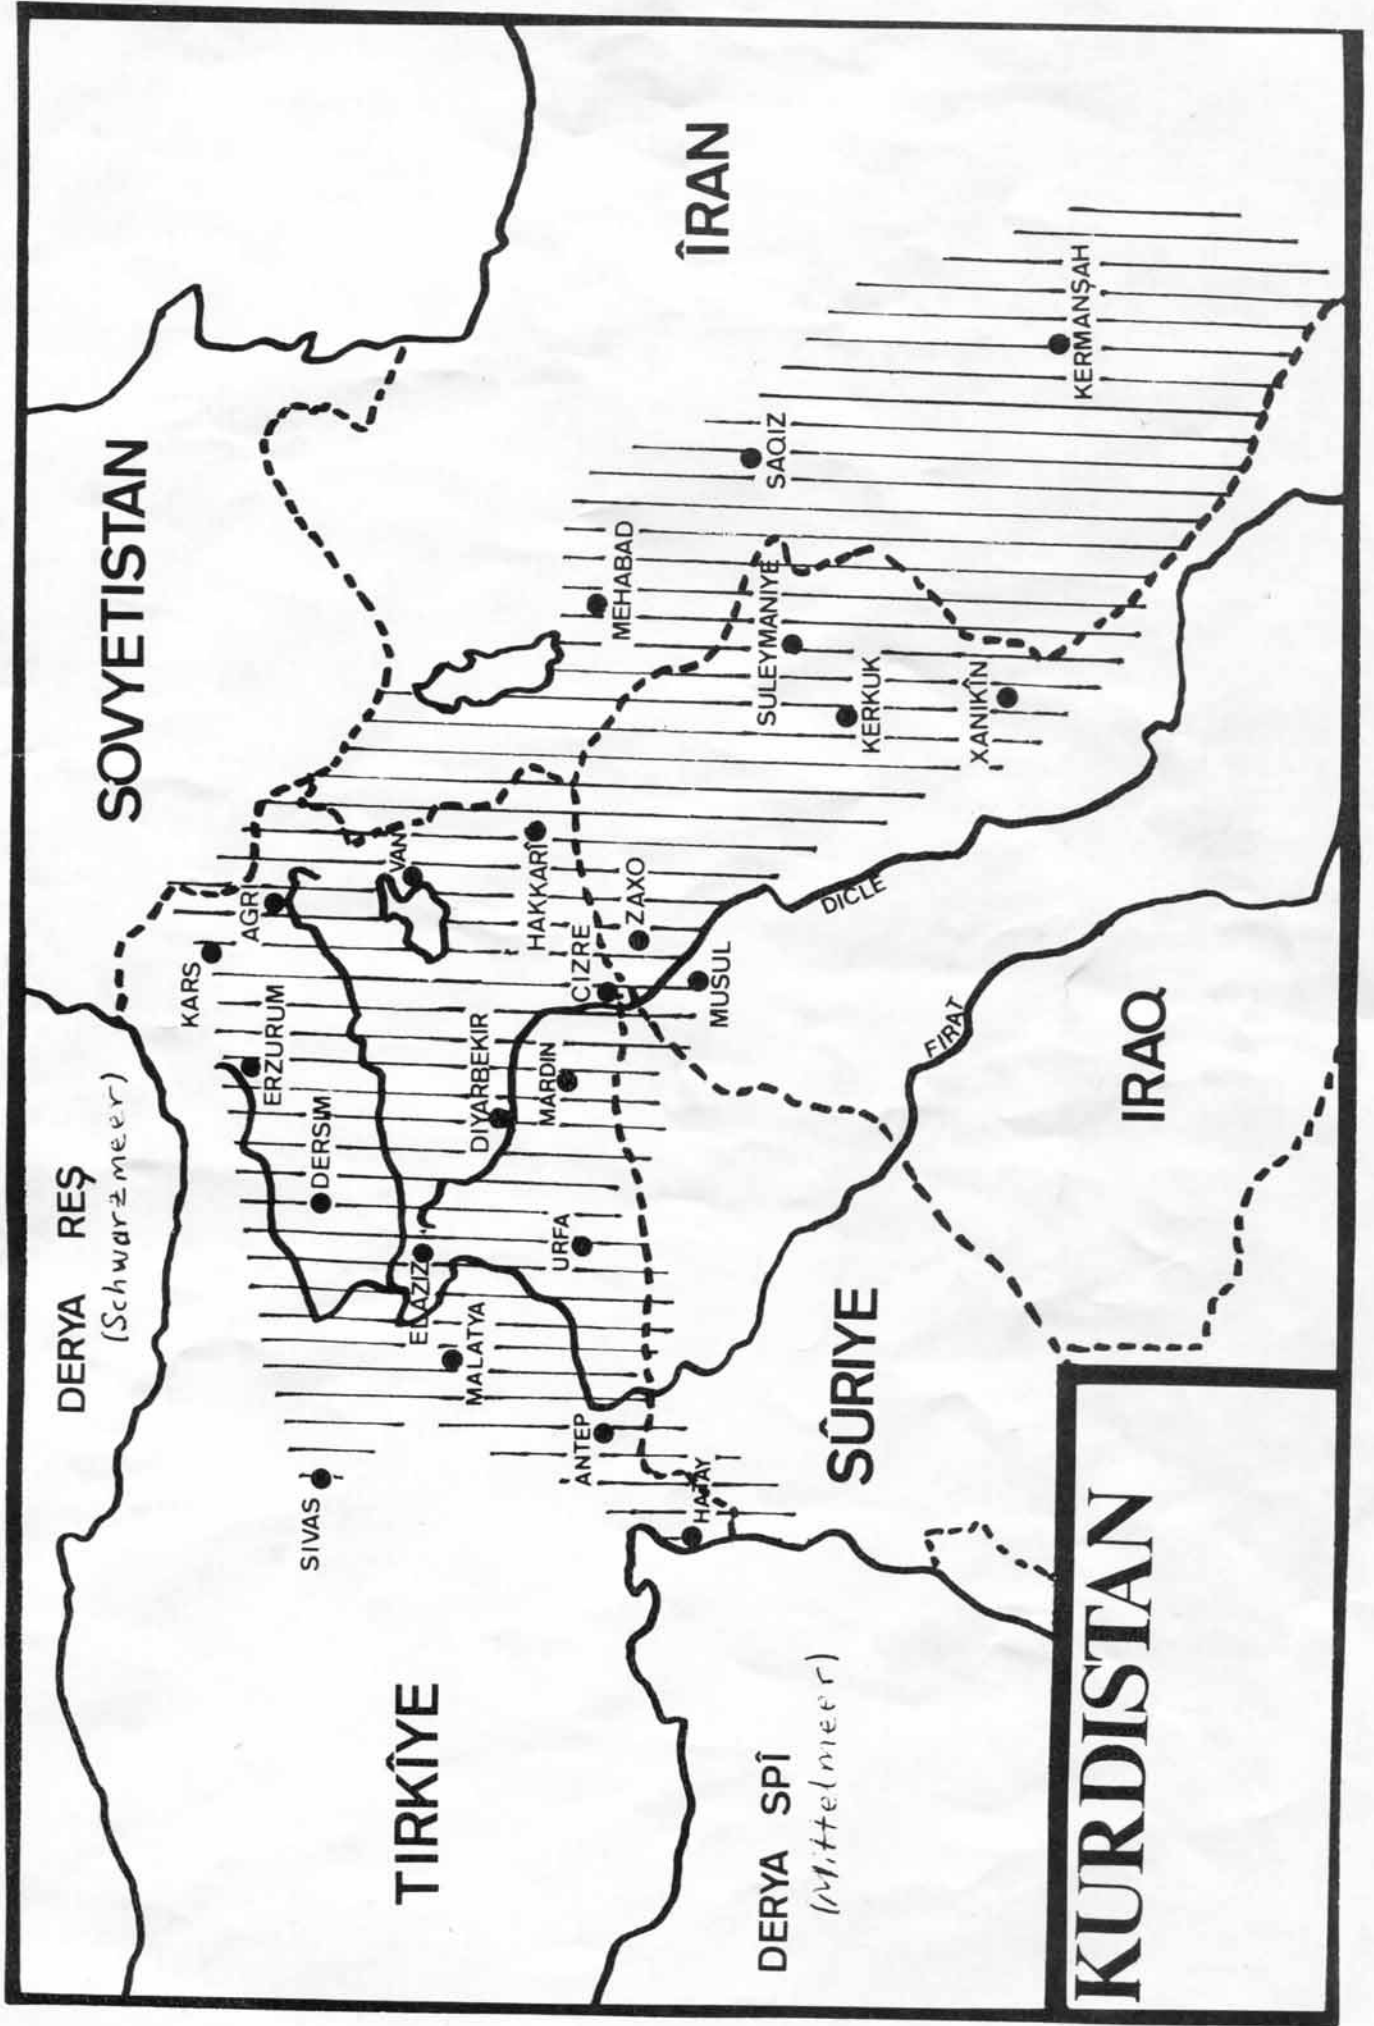 DERYA REŞ
(Schwarzmeer)
SOVYETISTAN
TIRKÎYE
ÎRAN
SIVAS
KARS
ERZURUM
AGRI
DERSIM
ELAZIZ
MALATYA
VAN
DIYARBEKIR
MARDIN
HAKKARÎ
CIZRE
ZAXO
URFA
ANTEP
HATAY
MUSUL
MEHABAD
SAQIZ
SULEYMANIYE
KERKUK
XANIKÎN
KERMANŞAH
DICLE
FIRAT
DERYA SPÎ
(Mittelmeer)
SÛRIYE
IRAQ
KURDISTAN